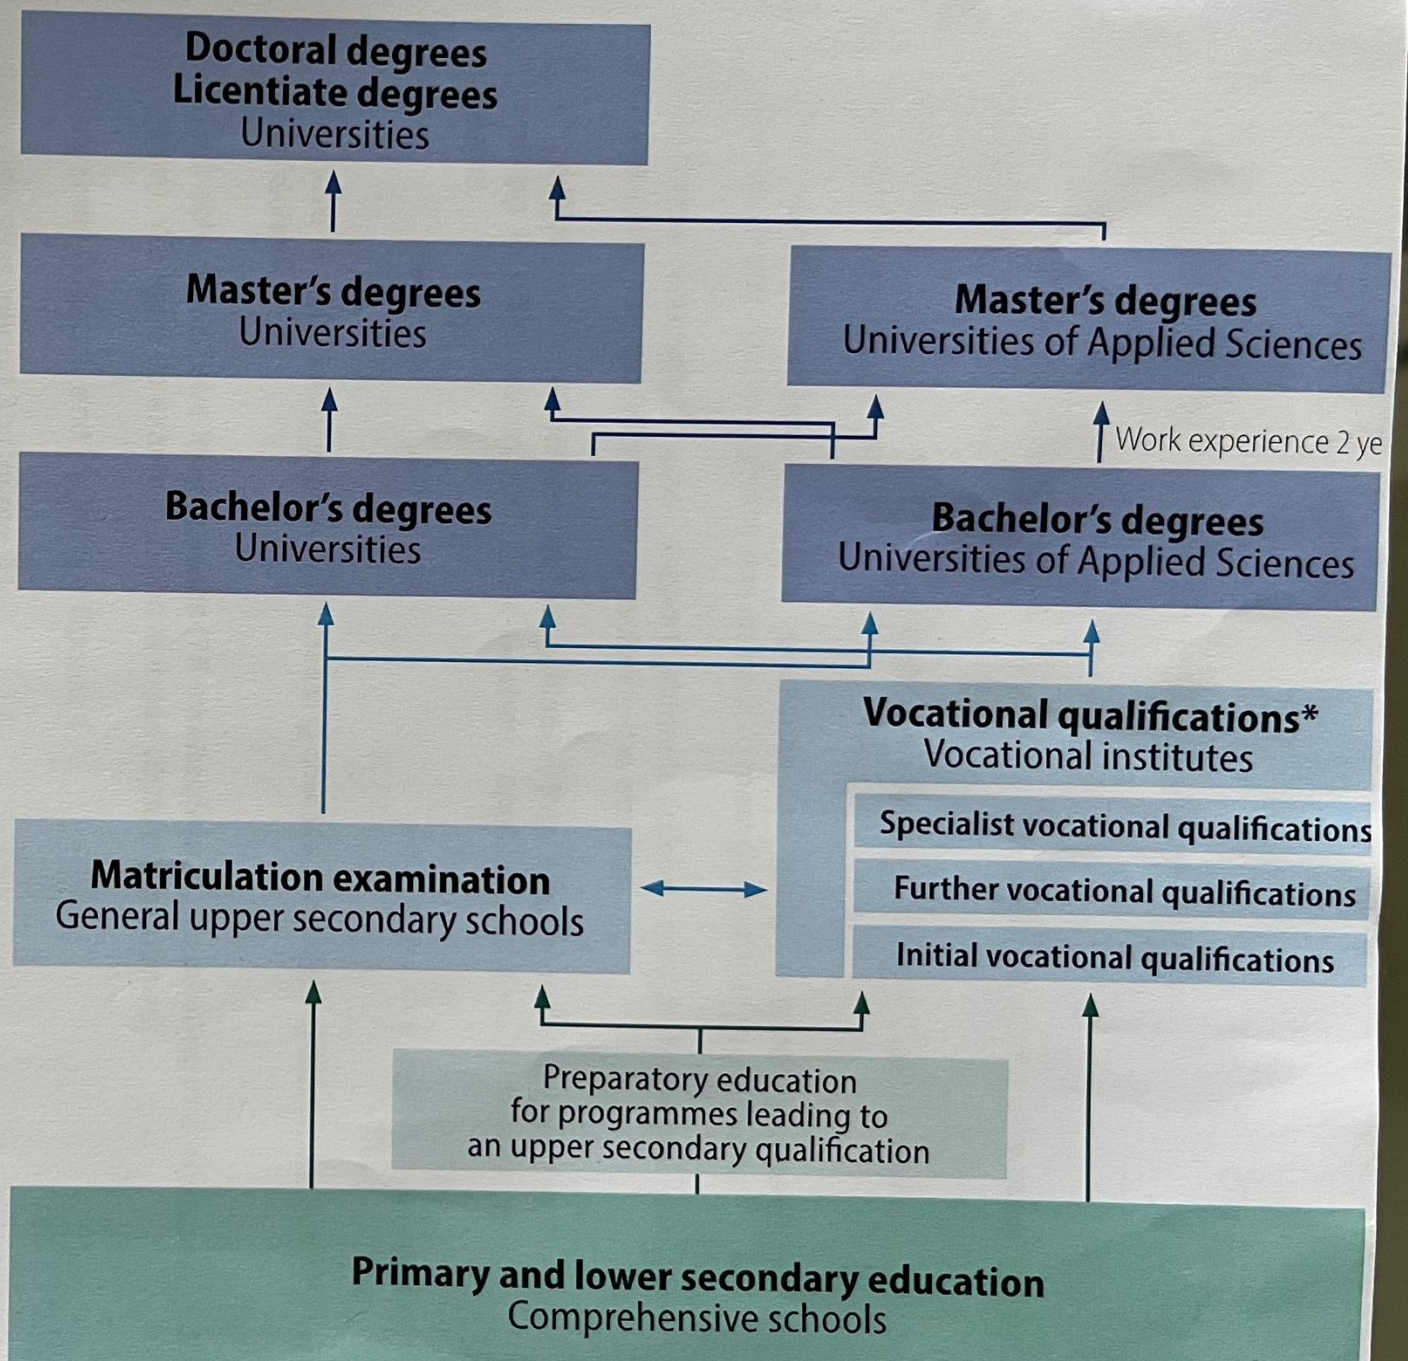 Doctoral degrees
Licentiate degrees
Universities
Master's degrees
Universities
Master's degrees
Universities of Applied Sciences
Work experience 2 ye
Bachelor's degrees
Universities
Bachelor's degrees
Universities of Applied Sciences
Vocational qualifications*
Vocational institutes
Specialist vocational qualifications
Further vocational qualifications
Initial vocational qualifications
Matriculation examination
General upper secondary schools
Preparatory education
for programmes leading to
an upper secondary qualification
Primary and lower secondary education
Comprehensive schools